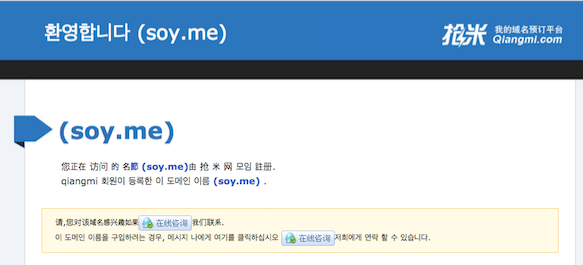 환영합니다 (soy.me)
抢米 我的域名预订平台
Qiangmi.com
(soy.me)
您正在 访问 的 名節 (soy.me)由 抢 米 网 모임 註册.
qiangmi 회원이 등록한 이 도메인 이름 (soy.me) .
请,您对该域名感兴趣如果 在线咨询 我们联系.
이 도메인 이름을 구입하려는 경우, 메시지 나에게 여기를 클릭하십시오 在线咨询 저희에게 연락 할 수 있습니다.